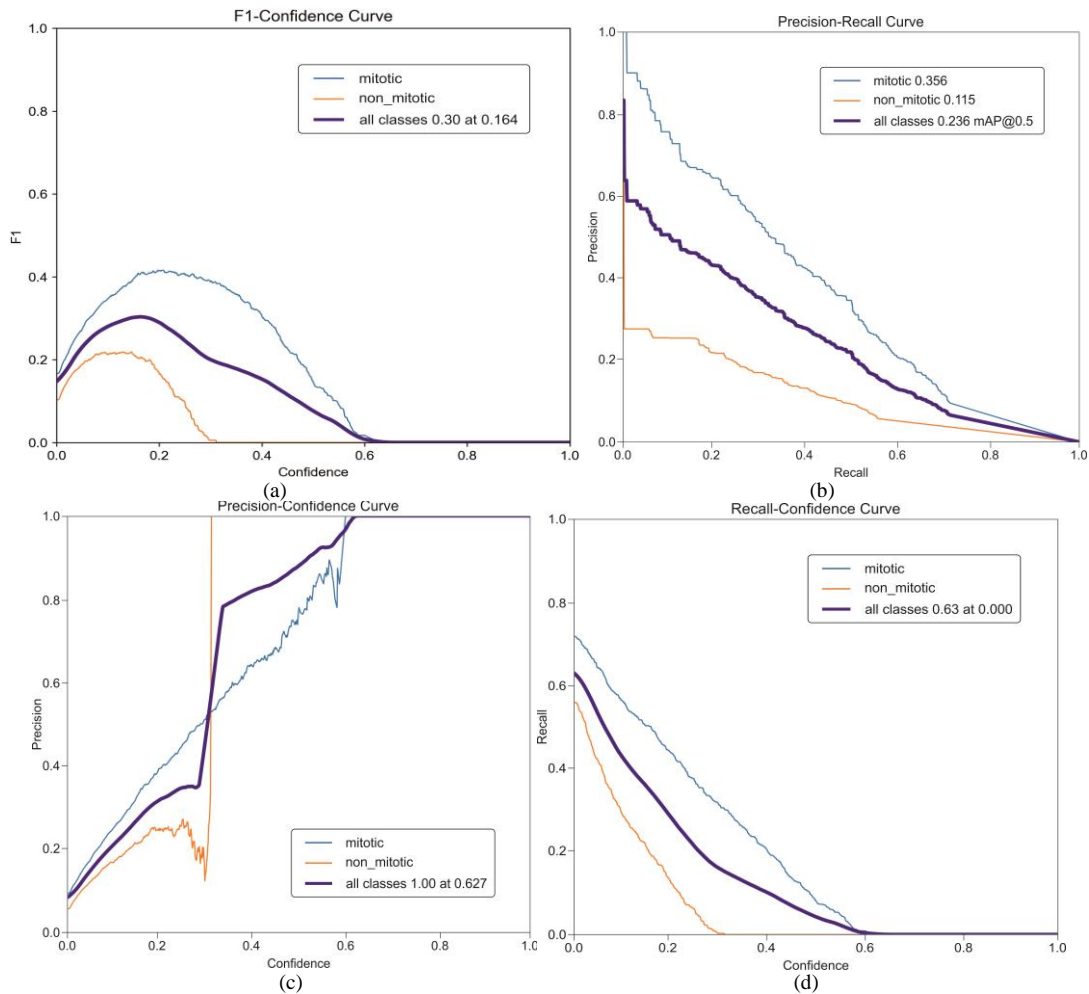 F1-Confidence Curve
1.0
0.8
0.6
0.4
0.2
0.0
F1
mitotic
non_mitotic
all classes 0.30 at 0.164
0.0 0.2 0.4 0.6 0.8 1.0
Confidence
(a)
Precision-Recall Curve
1.0
0.8
0.6
0.4
0.2
0.0
Precision
mitotic 0.356
non_mitotic 0.115
all classes 0.236 mAP@0.5
0.0 0.2 0.4 0.6 0.8 1.0
Recall
(b)
Precision-Confidence Curve
1.0
0.8
0.6
0.4
0.2
0.0
Precision
mitotic
non_mitotic
all classes 1.00 at 0.627
0.0 0.2 0.4 0.6 0.8 1.0
Confidence
(c)
Recall-Confidence Curve
1.0
0.8
0.6
0.4
0.2
0.0
Recall
mitotic
non_mitotic
all classes 0.63 at 0.000
0.0 0.2 0.4 0.6 0.8 1.0
Confidence
(d)